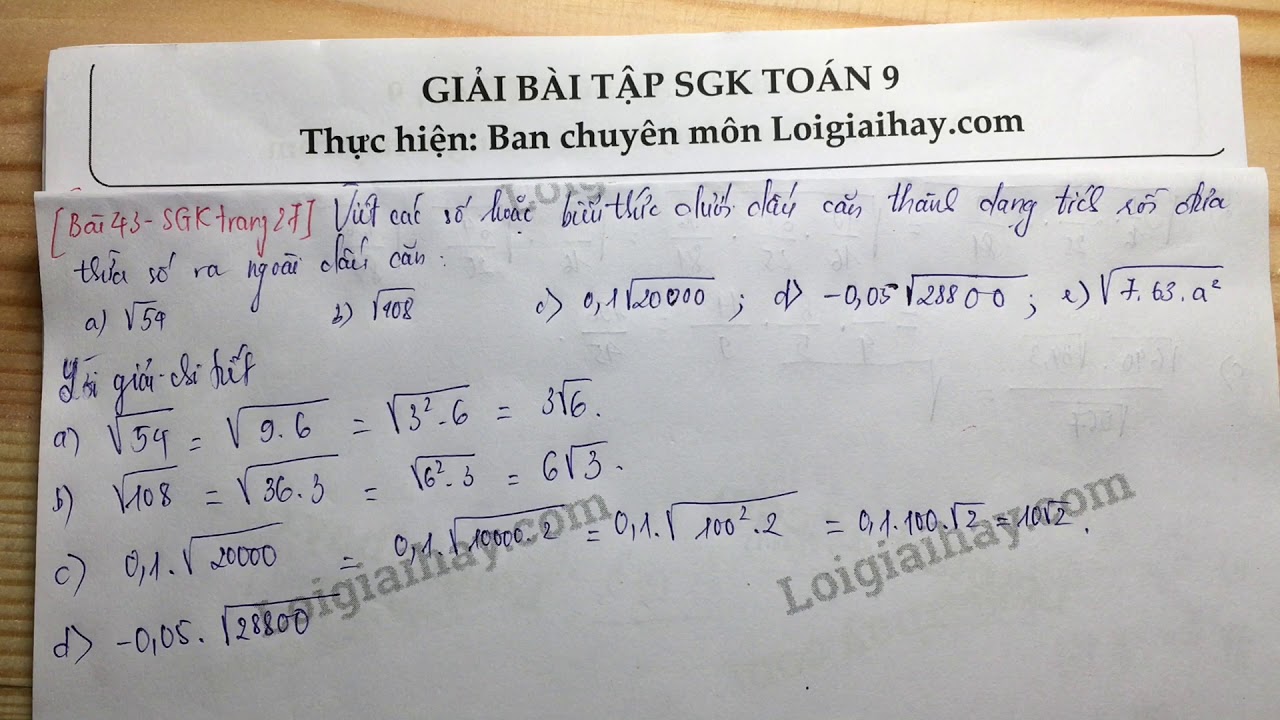 GIẢI BÀI TẬP SGK TOÁN 9
Thực hiện: Ban chuyên môn Loigiaihay.com
[Bài 43 - SGK trang 27] Viết các số hoặc biểu thức dưới dấu căn thành dạng tích rồi đưa
thừa số ra ngoài dấu căn:
a) √54 b) √108 c) 0,1√20000 ; d) -0,05√28800 ; e) √7.63.a²
Lời giải chi tiết
a) √54 = √9.6 = √3².6 = 3√6.
b) √108 = √36.3 = √6².3 = 6√3.
c) 0,1.√20000 = 0,1.√10000.2 = 0,1.√100².2 = 0,1.100.√2 = 10√2.
d) -0,05.√28800
Loigiaihay.com
Loigiaihay.com